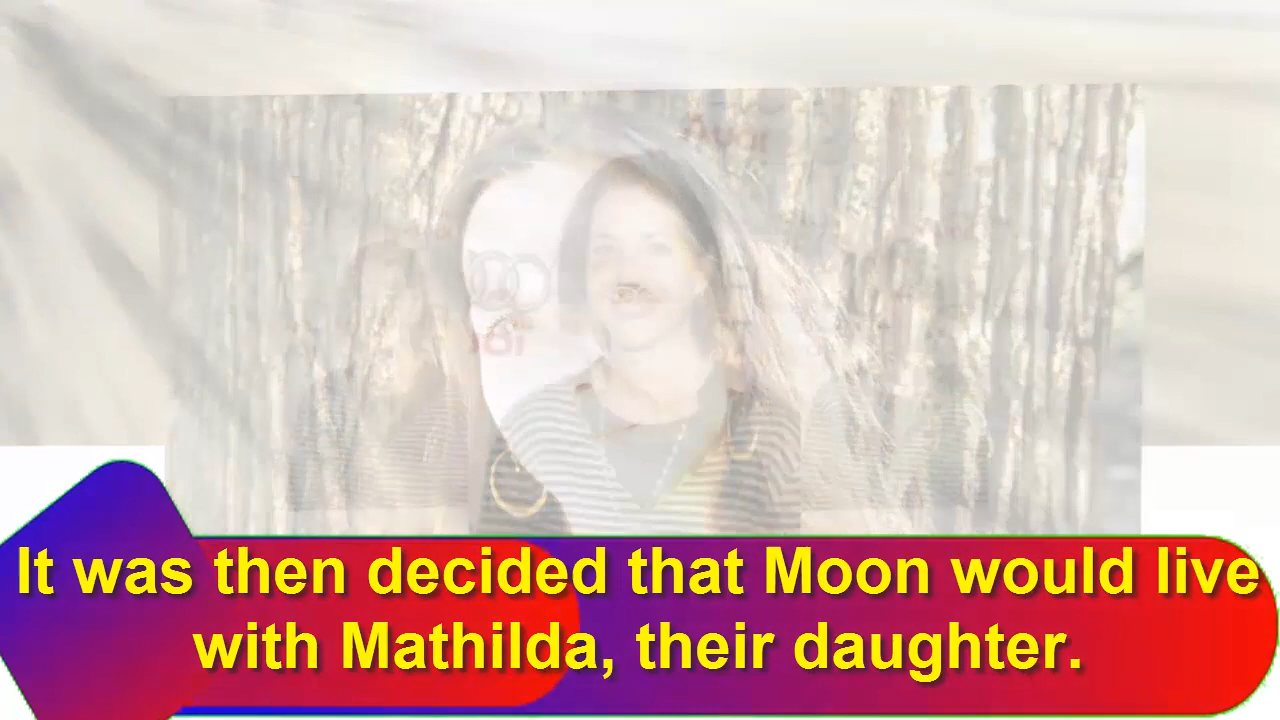 It was then decided that Moon would live
with Mathilda, their daughter.